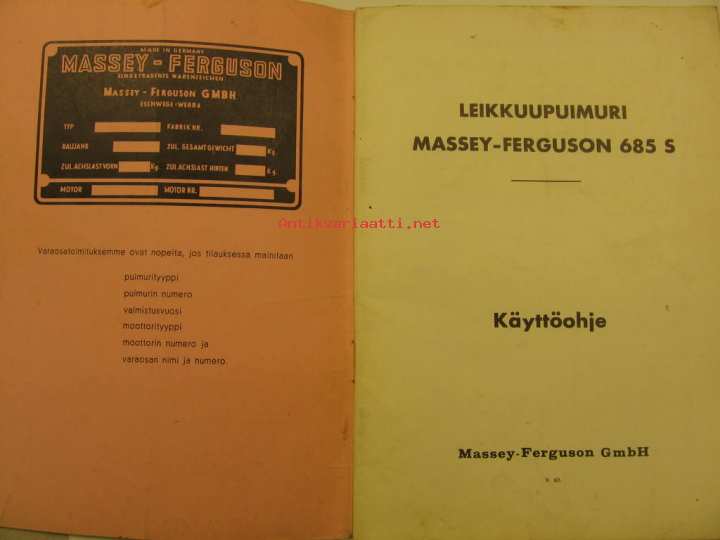 MADE IN GERMANY
MASSEY-FERGUSON
EINGETRAGENES WARENZEICHEN
MASSEY-FERGUSON GMBH
ESCHWEGE-WERRA
TYP FABRIK NR.
BAUJAHR ZUL. GESAMTGEWICHT Kg.
ZUL. ACHSLAST VORN Kg. ZUL. ACHSLAST HINTEN Kg.
MOTOR MOTOR NR.
Varaosatoimituksemme ovat nopeita, jos tilauksessa mainitaan
puimurityyppi
puimurin numero
valmistusvuosi
moottorityyppi
moottorin numero ja
varaosan nimi ja numero.
Antikvariaatti.net
LEIKKUUPUIMURI
MASSEY-FERGUSON 685 S
Käyttöohje
Massey-Ferguson GmbH